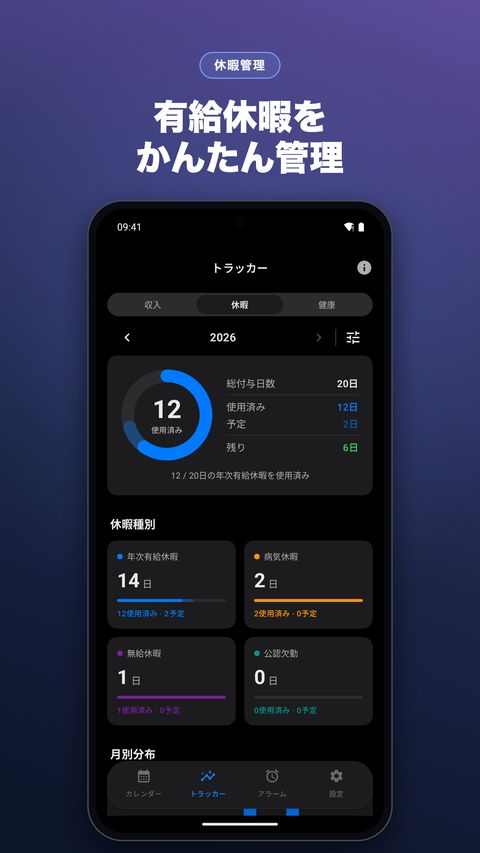 休暇管理
有給休暇を
かんたん管理
09:41
トラッカー
収入 休暇 健康
2026
12
使用済み
総付与日数 20日
使用済み 12日
予定 2日
残り 6日
12 / 20日の年次有給休暇を使用済み
休暇種別
年次有給休暇
14 日
12使用済み · 2予定
病気休暇
2 日
2使用済み · 0予定
無給休暇
1 日
1使用済み · 0予定
公認欠勤
0 日
0使用済み · 0予定
月別分布
カレンダー トラッカー アラーム 設定